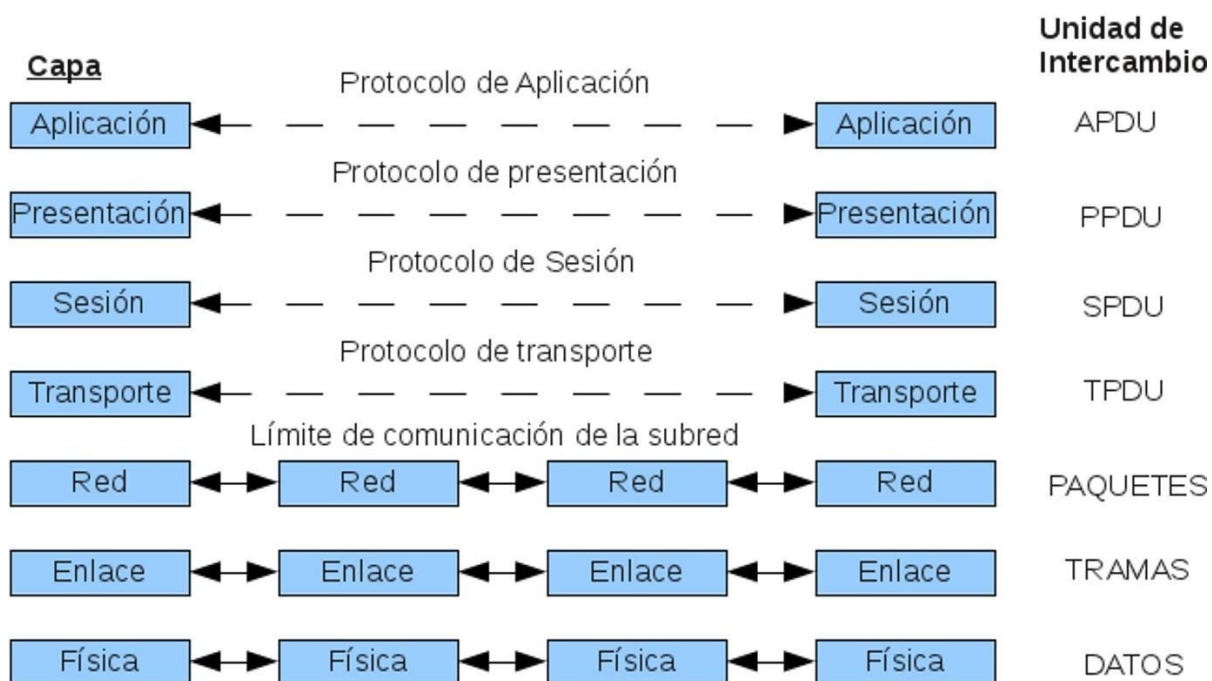 Unidad de
Intercambio
Capa
Protocolo de Aplicación
Aplicación Aplicación APDU
Protocolo de presentación
Presentación Presentación PPDU
Protocolo de Sesión
Sesión Sesión SPDU
Protocolo de transporte
Transporte Transporte TPDU
Límite de comunicación de la subred
Red Red Red Red PAQUETES
Enlace Enlace Enlace Enlace TRAMAS
Física Física Física Física DATOS